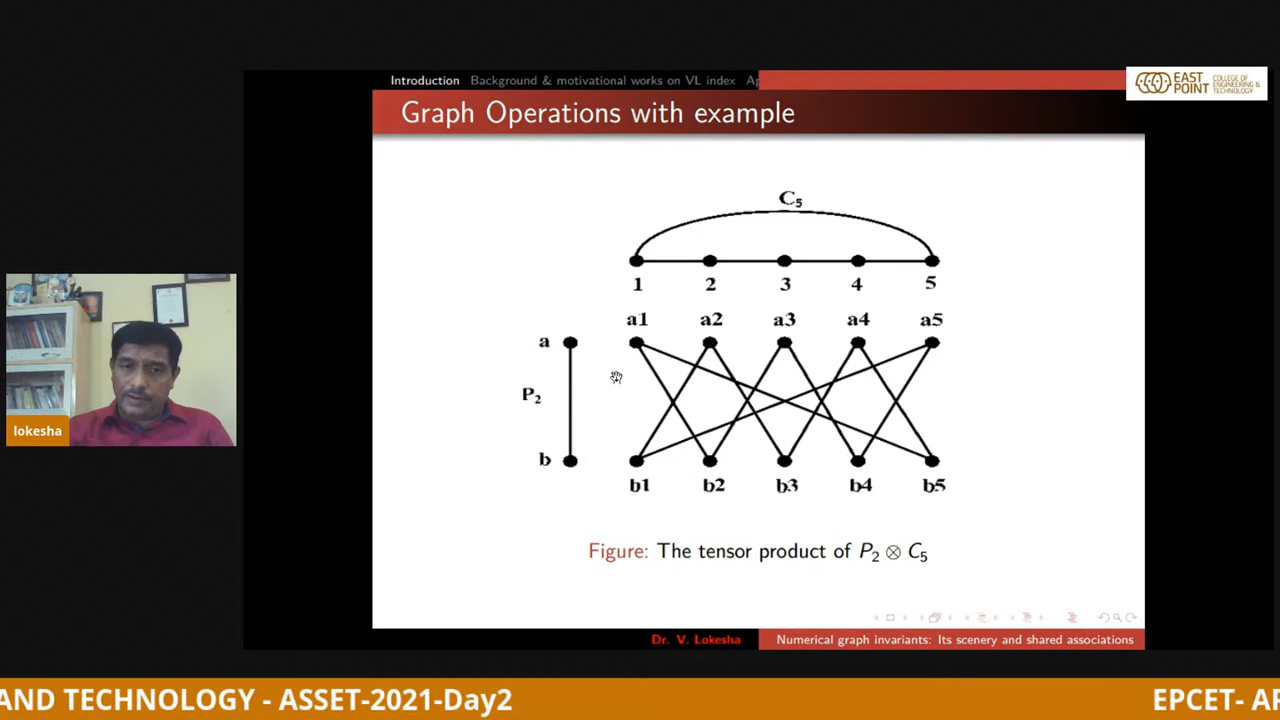 Introduction Background & motivational works on VL index
EAST POINT COLLEGE OF ENGINEERING & TECHNOLOGY
Graph Operations with example
C5
1 2 3 4 5
a1 a2 a3 a4 a5
a
P2
b
b1 b2 b3 b4 b5
lokesha
Figure: The tensor product of P2 ⊗ C5
Dr. V. Lokesha Numerical graph invariants: Its scenery and shared associations
AND TECHNOLOGY - ASSET-2021-Day2 EPCET- AP